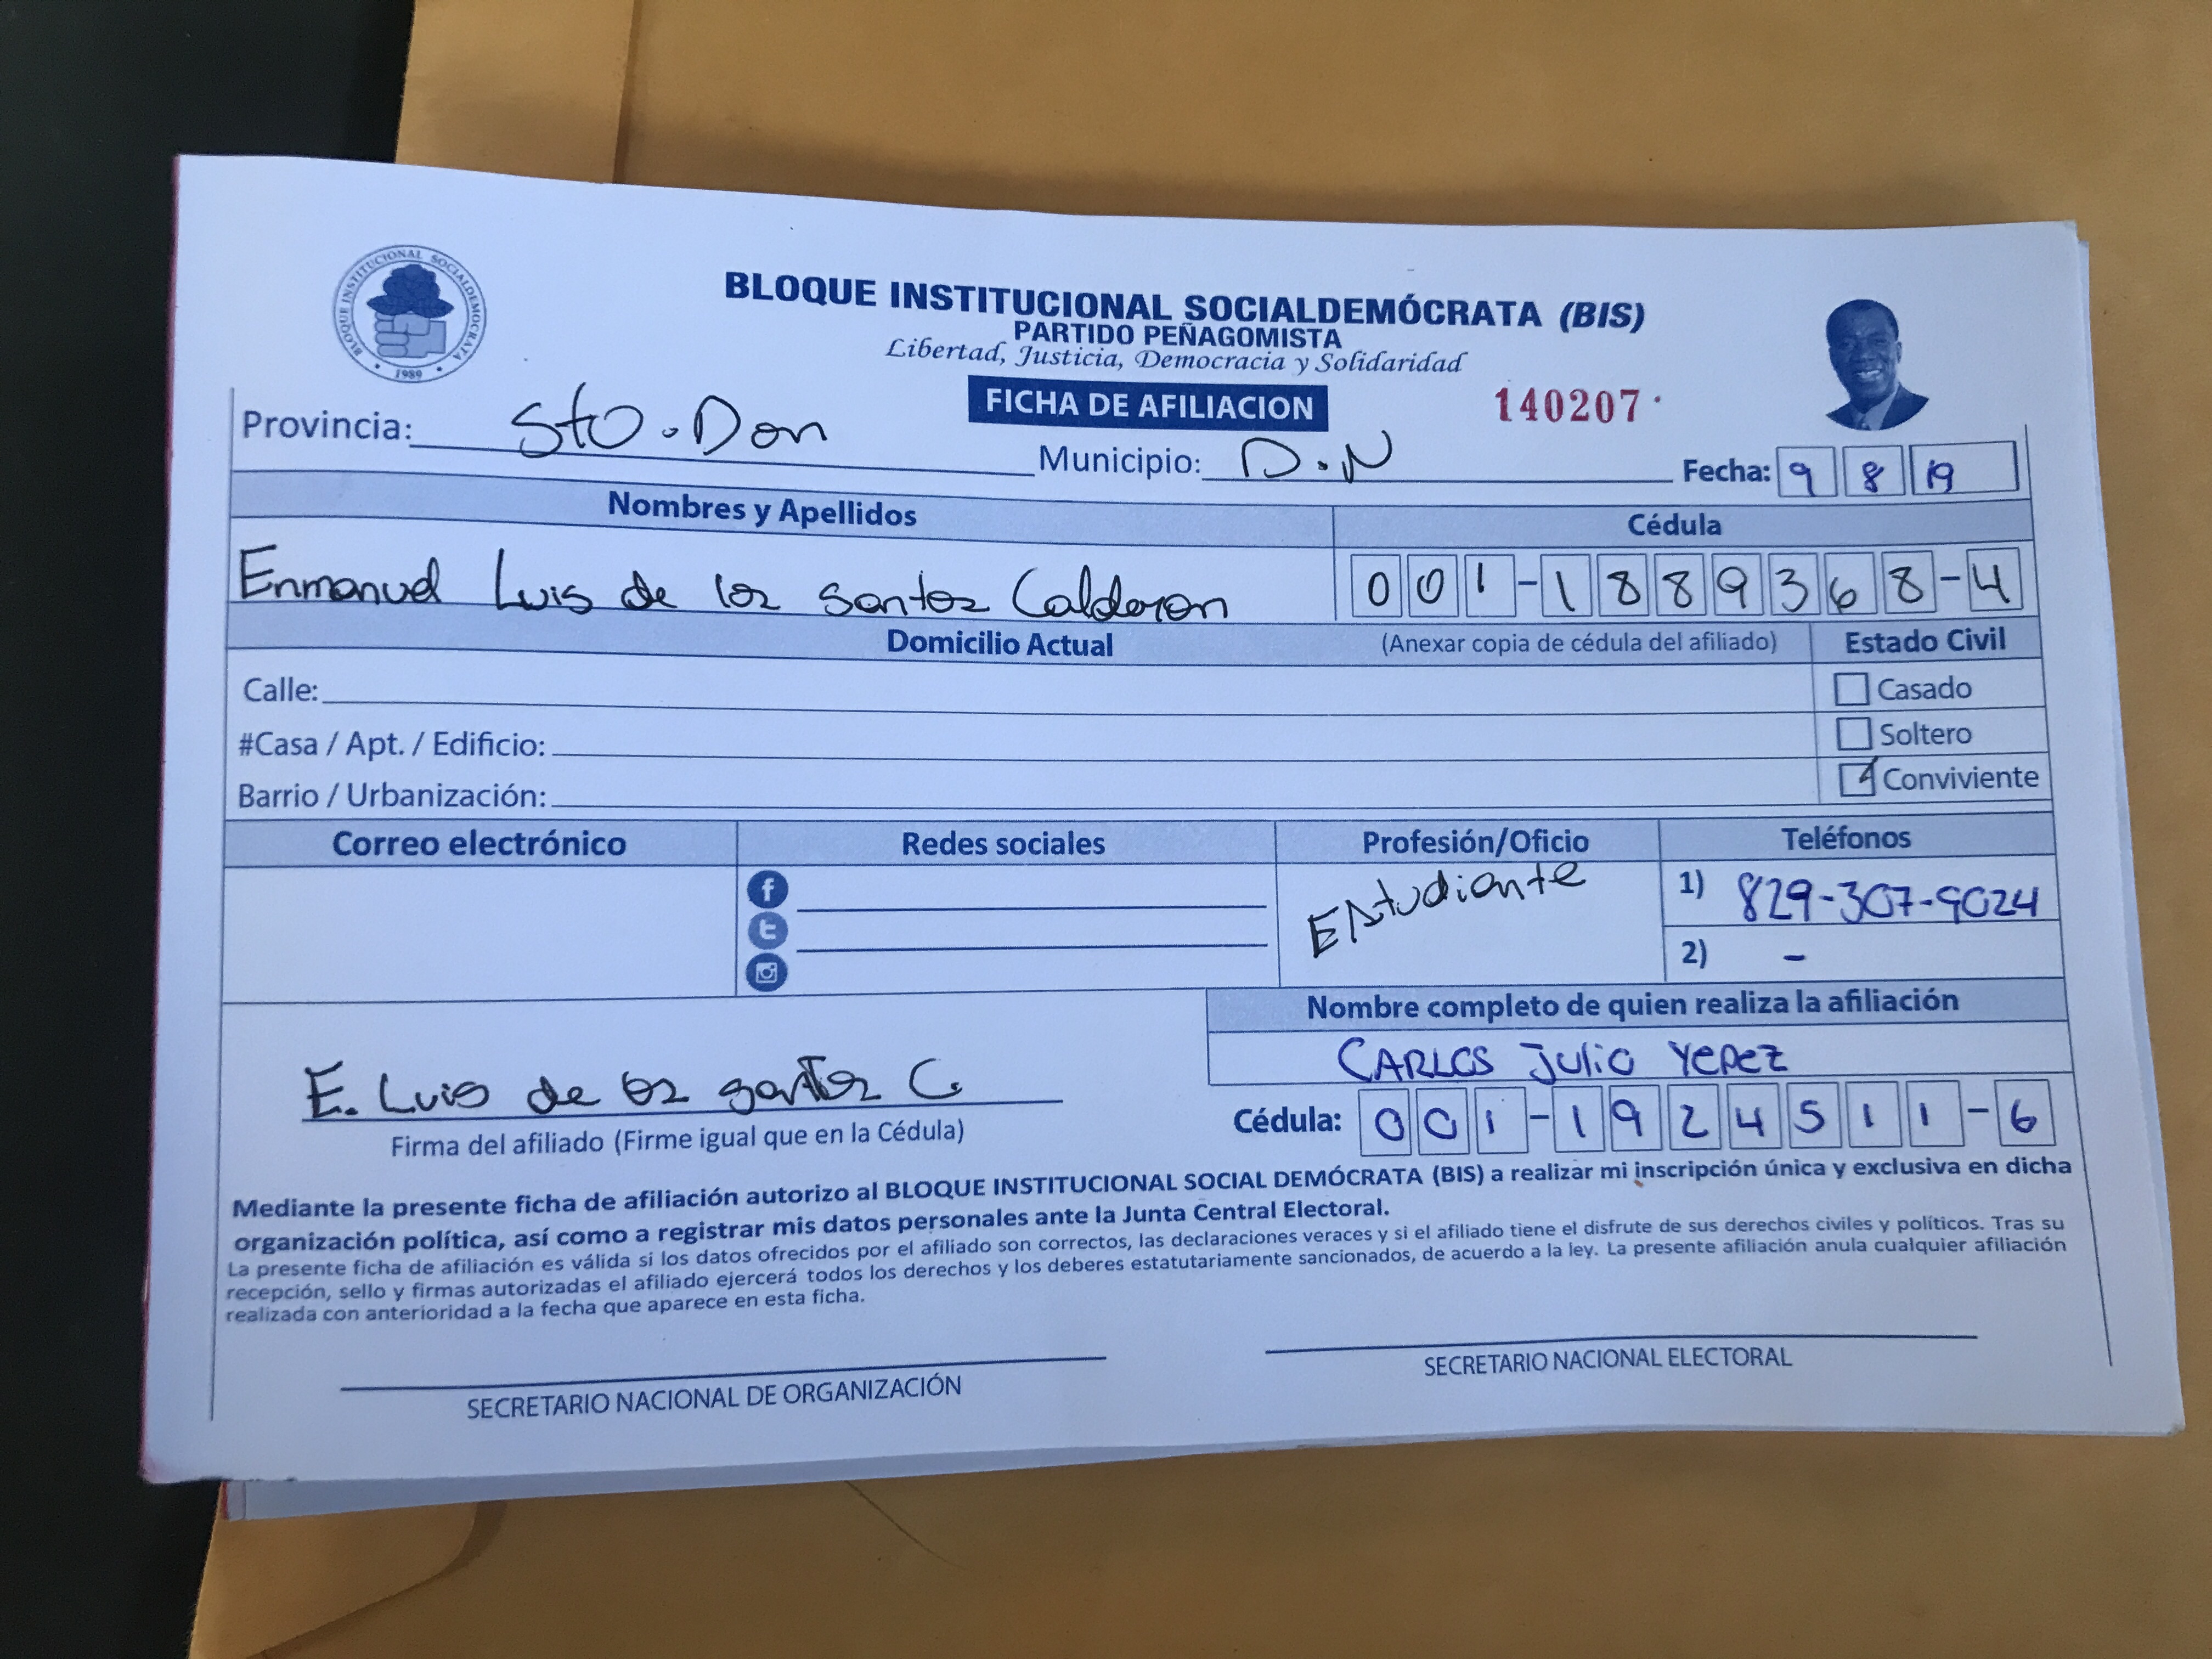 BLOQUE INSTITUCIONAL SOCIALDEMOCRATA
1989
BLOQUE INSTITUCIONAL SOCIALDEMÓCRATA (BIS)
PARTIDO PEÑAGOMISTA
Libertad, Justicia, Democracia y Solidaridad
FICHA DE AFILIACION
140207
Provincia: Sto. Dom
Municipio: D.N
Fecha: 9 8 19
Nombres y Apellidos
Cédula
Enmanuel Luis de los santos Calderon
001-1889368-4
Domicilio Actual
(Anexar copia de cédula del afiliado)
Estado Civil
Calle:
Casado
#Casa / Apt. / Edificio:
Soltero
Barrio / Urbanización:
Conviviente
Correo electrónico
Redes sociales
Profesión/Oficio
Teléfonos
Estudiante
1) 829-307-9024
2) -
Nombre completo de quien realiza la afiliación
CARLOS Julio YEPEZ
E. Luis de los santos C.
Firma del afiliado (Firme igual que en la Cédula)
Cédula: 001-1924511-6
Mediante la presente ficha de afiliación autorizo al BLOQUE INSTITUCIONAL SOCIAL DEMÓCRATA (BIS) a realizar mi inscripción única y exclusiva en dicha
organización política, así como a registrar mis datos personales ante la Junta Central Electoral.
La presente ficha de afiliación es válida si los datos ofrecidos por el afiliado son correctos, las declaraciones veraces y si el afiliado tiene el disfrute de sus derechos civiles y políticos. Tras su
recepción, sello y firmas autorizadas el afiliado ejercerá todos los derechos y los deberes estatutariamente sancionados, de acuerdo a la ley. La presente afiliación anula cualquier afiliación
realizada con anterioridad a la fecha que aparece en esta ficha.
SECRETARIO NACIONAL DE ORGANIZACIÓN
SECRETARIO NACIONAL ELECTORAL